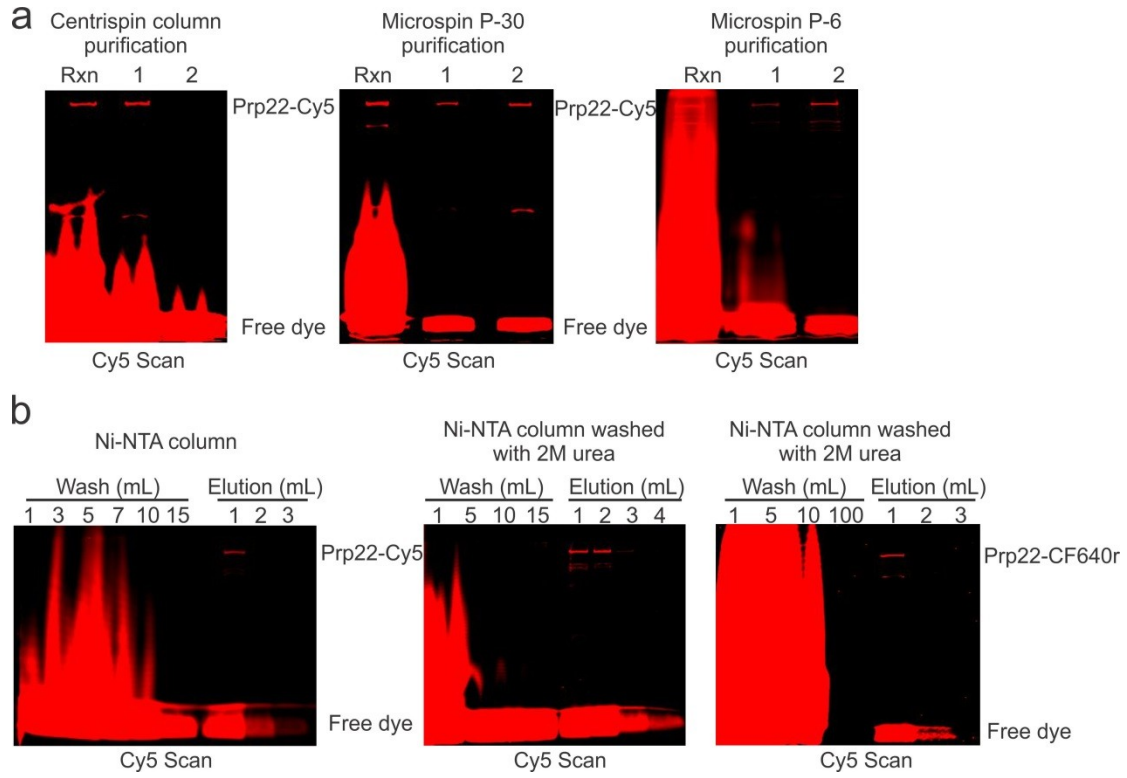 a
Centrispin column
purification
Rxn 1 2
Microspin P-30
purification
Rxn 1 2
Microspin P-6
purification
Rxn 1 2
Prp22-Cy5
Prp22-Cy5
Free dye
Free dye
Cy5 Scan
Cy5 Scan
Cy5 Scan
b
Ni-NTA column
Wash (mL) Elution (mL)
1 3 5 7 10 15 1 2 3
Ni-NTA column washed
with 2M urea
Wash (mL) Elution (mL)
1 5 10 15 1 2 3 4
Ni-NTA column washed
with 2M urea
Wash (mL) Elution (mL)
1 5 10 100 1 2 3
Prp22-Cy5
Prp22-CF640r
Free dye
Free dye
Cy5 Scan
Cy5 Scan
Cy5 Scan